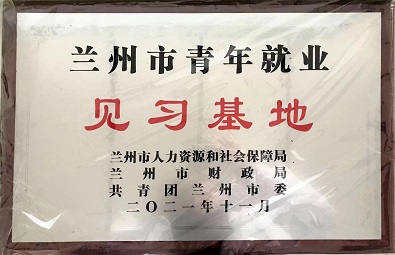 兰州市青年就业
见习基地
兰州市人力资源和社会保障局
兰州市财政局
共青团兰州市委
二〇二一年十一月